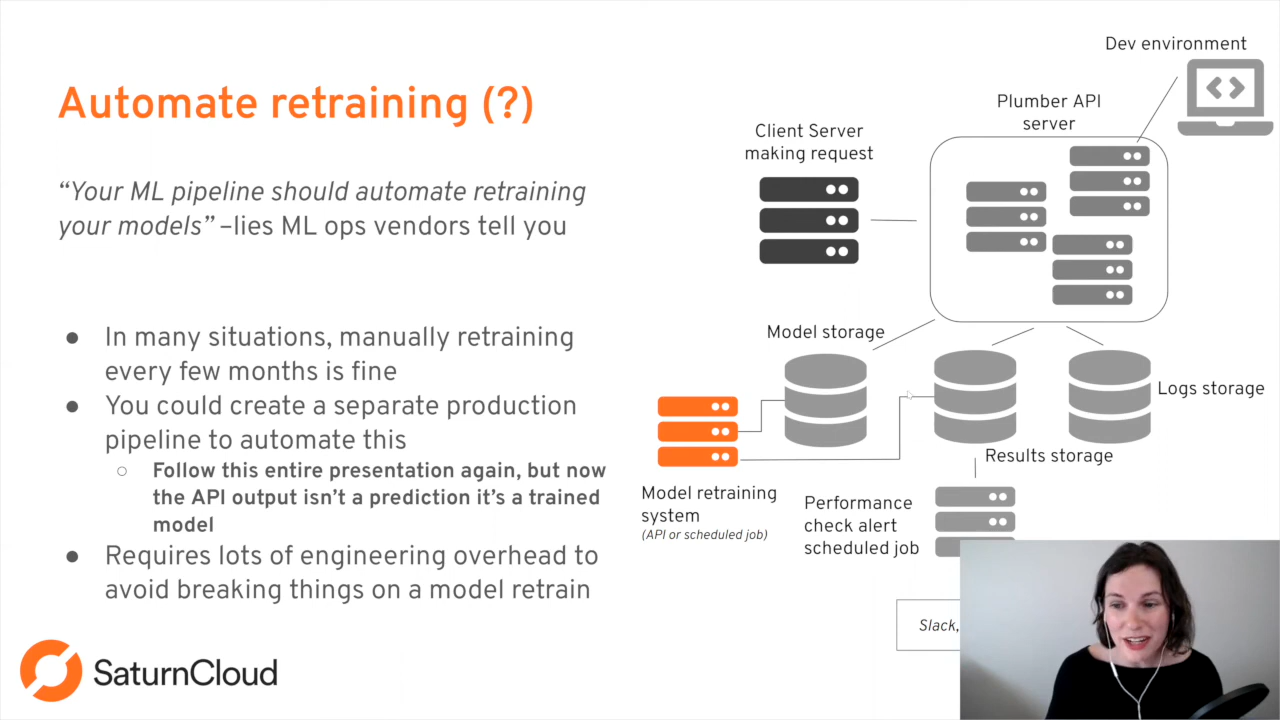 Automate retraining (?)
“Your ML pipeline should automate retraining
your models” –lies ML ops vendors tell you
● In many situations, manually retraining
every few months is fine
● You could create a separate production
pipeline to automate this
○ Follow this entire presentation again, but now
the API output isn’t a prediction it’s a trained
model
● Requires lots of engineering overhead to
avoid breaking things on a model retrain
SaturnCloud
Dev environment
Plumber API
server
Client Server
making request
Model storage
Logs storage
Results storage
Model retraining
system
(API or scheduled job)
Performance
check alert
scheduled job
Slack,